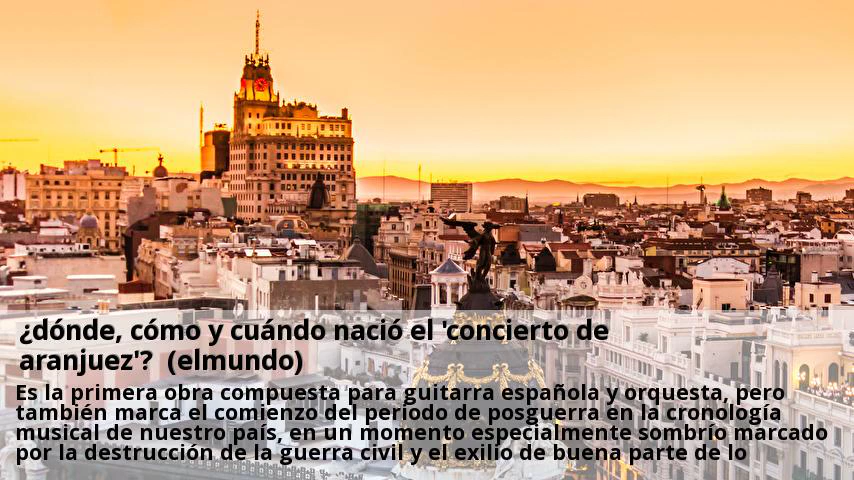 ¿dónde, cómo y cuándo nació el 'concierto de
aranjuez'? (elmundo)
Es la primera obra compuesta para guitarra española y orquesta, pero
también marca el comienzo del período de posguerra en la cronología
musical de nuestro país, en un momento especialmente sombrío marcado
por la destrucción de la guerra civil y el exilio de buena parte de lo